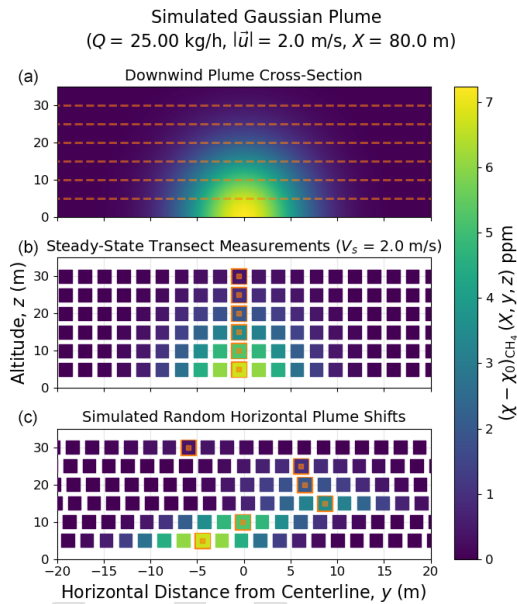 Simulated Gaussian Plume
(Q = 25.00 kg/h, |u⃗| = 2.0 m/s, X = 80.0 m)
(a)
Downwind Plume Cross-Section
30
20
10
0
(b)
Steady-State Transect Measurements (Vₛ = 2.0 m/s)
30
20
10
0
(c)
Simulated Random Horizontal Plume Shifts
30
20
10
0
−20 −15 −10 −5 0 5 10 15 20
Horizontal Distance from Centerline, y (m)
Altitude, z (m)
7
6
5
4
3
2
1
0
(χ − χ₀)CH₄ (X, y, z) ppm